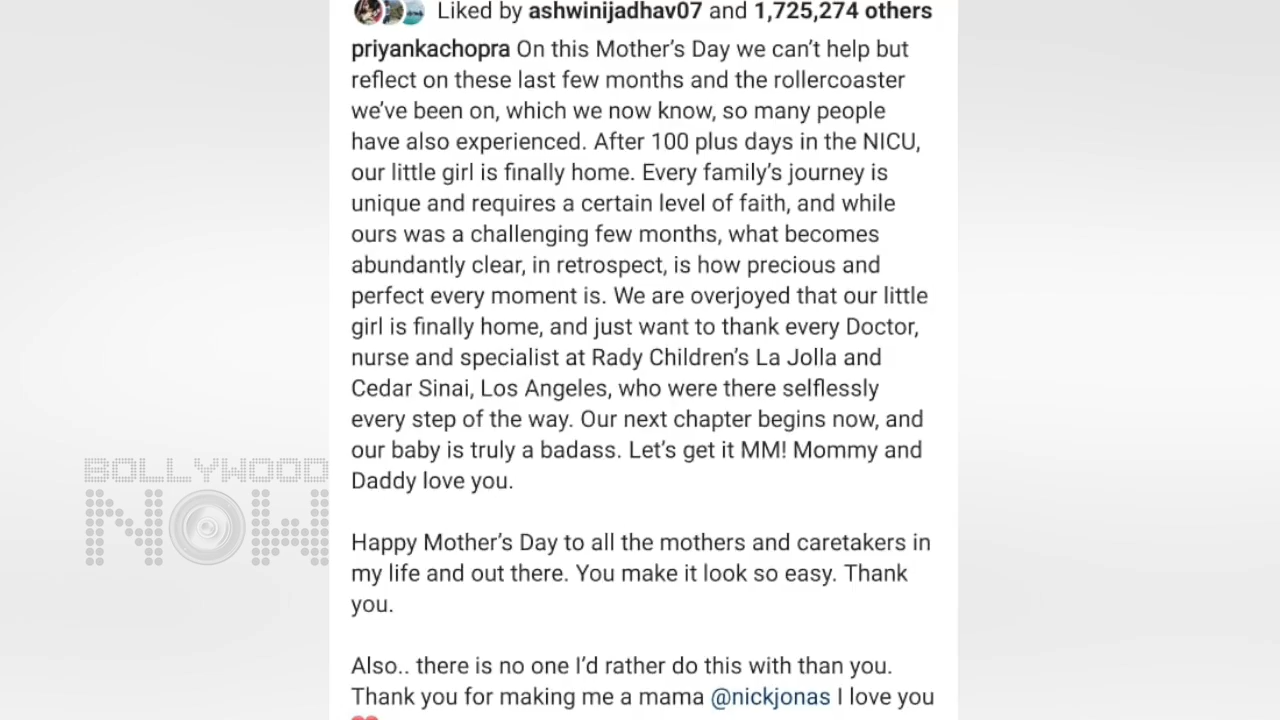 Liked by ashwinijadhav07 and 1,725,274 others
priyankachopra On this Mother’s Day we can’t help but
reflect on these last few months and the rollercoaster
we’ve been on, which we now know, so many people
have also experienced. After 100 plus days in the NICU,
our little girl is finally home. Every family’s journey is
unique and requires a certain level of faith, and while
ours was a challenging few months, what becomes
abundantly clear, in retrospect, is how precious and
perfect every moment is. We are overjoyed that our little
girl is finally home, and just want to thank every Doctor,
nurse and specialist at Rady Children’s La Jolla and
Cedar Sinai, Los Angeles, who were there selflessly
every step of the way. Our next chapter begins now, and
our baby is truly a badass. Let’s get it MM! Mommy and
Daddy love you.
Happy Mother’s Day to all the mothers and caretakers in
my life and out there. You make it look so easy. Thank
you.
Also.. there is no one I’d rather do this with than you.
Thank you for making me a mama @nickjonas I love you
BOLLYWOOD
NOW